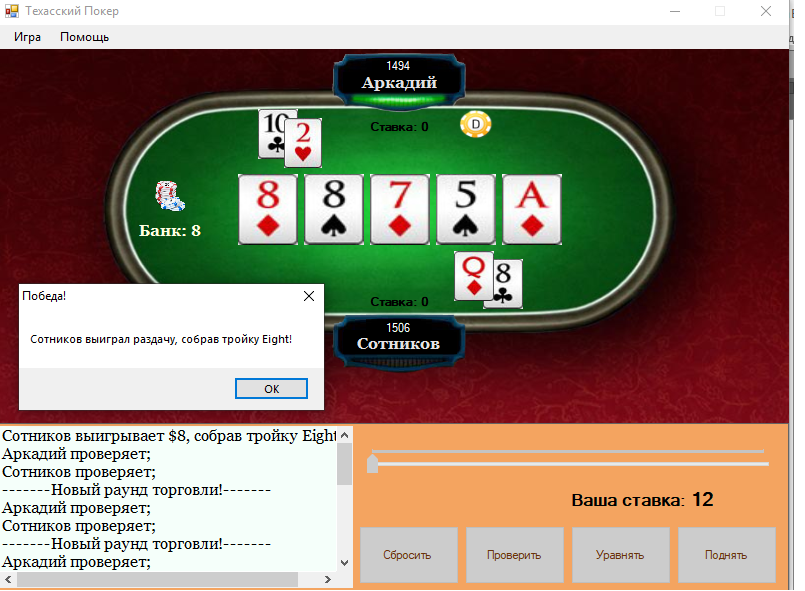 Техасский Покер
Игра Помощь
1494
Аркадий
Ставка: 0
D
10
2
8 8 7 5 A
Банк: 8
Q
8
Ставка: 0
1506
Сотников
Победа!
Сотников выиграл раздачу, собрав тройку Eight!
OK
Сотников выигрывает $8, собрав тройку Eight
Аркадий проверяет;
Сотников проверяет;
-------Новый раунд торговли!-------
Аркадий проверяет;
Сотников проверяет;
-------Новый раунд торговли!-------
Аркадий проверяет;
Ваша ставка: 12
Сбросить Проверить Уравнять Поднять